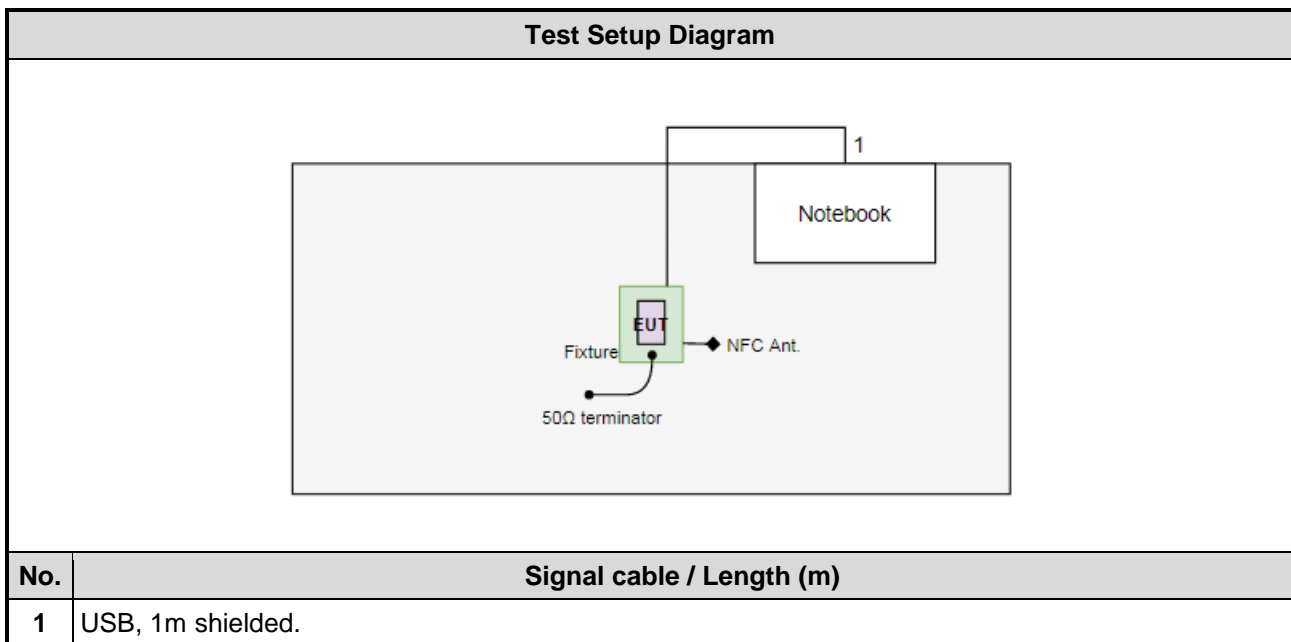 Test Setup Diagram
1
Notebook
EUT
Fixture
NFC Ant.
50Ω terminator
No. Signal cable / Length (m)
1 USB, 1m shielded.